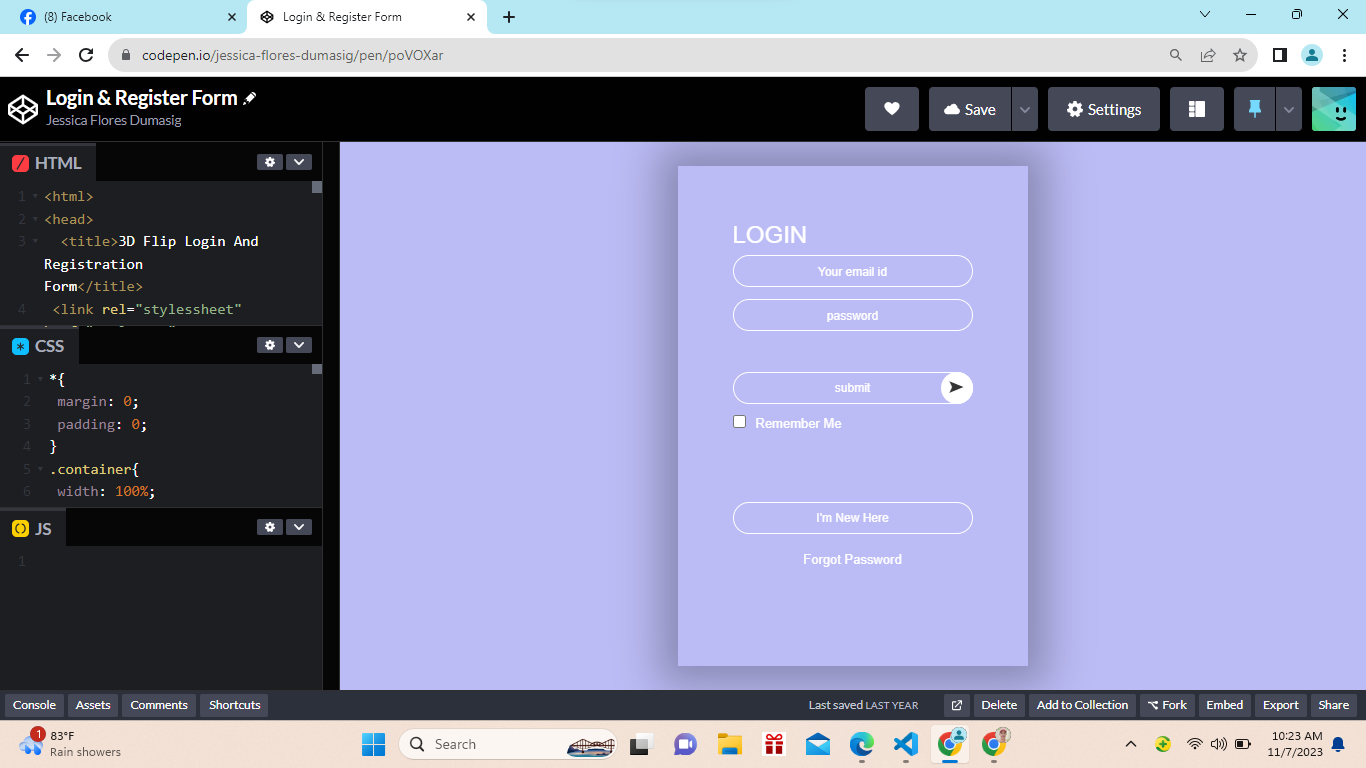 (8) Facebook
Login & Register Form
codepen.io/jessica-flores-dumasig/pen/poVOXar
Login & Register Form
Jessica Flores Dumasig
Save
Settings
HTML
1 <html>
2 <head>
3 <title>3D Flip Login And
Registration
Form</title>
4 <link rel="stylessheet"
CSS
1 *{
2 margin: 0;
3 padding: 0;
4 }
5 .container{
6 width: 100%;
JS
1
LOGIN
Your email id
password
submit
Remember Me
I'm New Here
Forgot Password
Console Assets Comments Shortcuts
Last saved LAST YEAR
Delete Add to Collection Fork Embed Export Share
1
83°F
Rain showers
Search
10:23 AM
11/7/2023